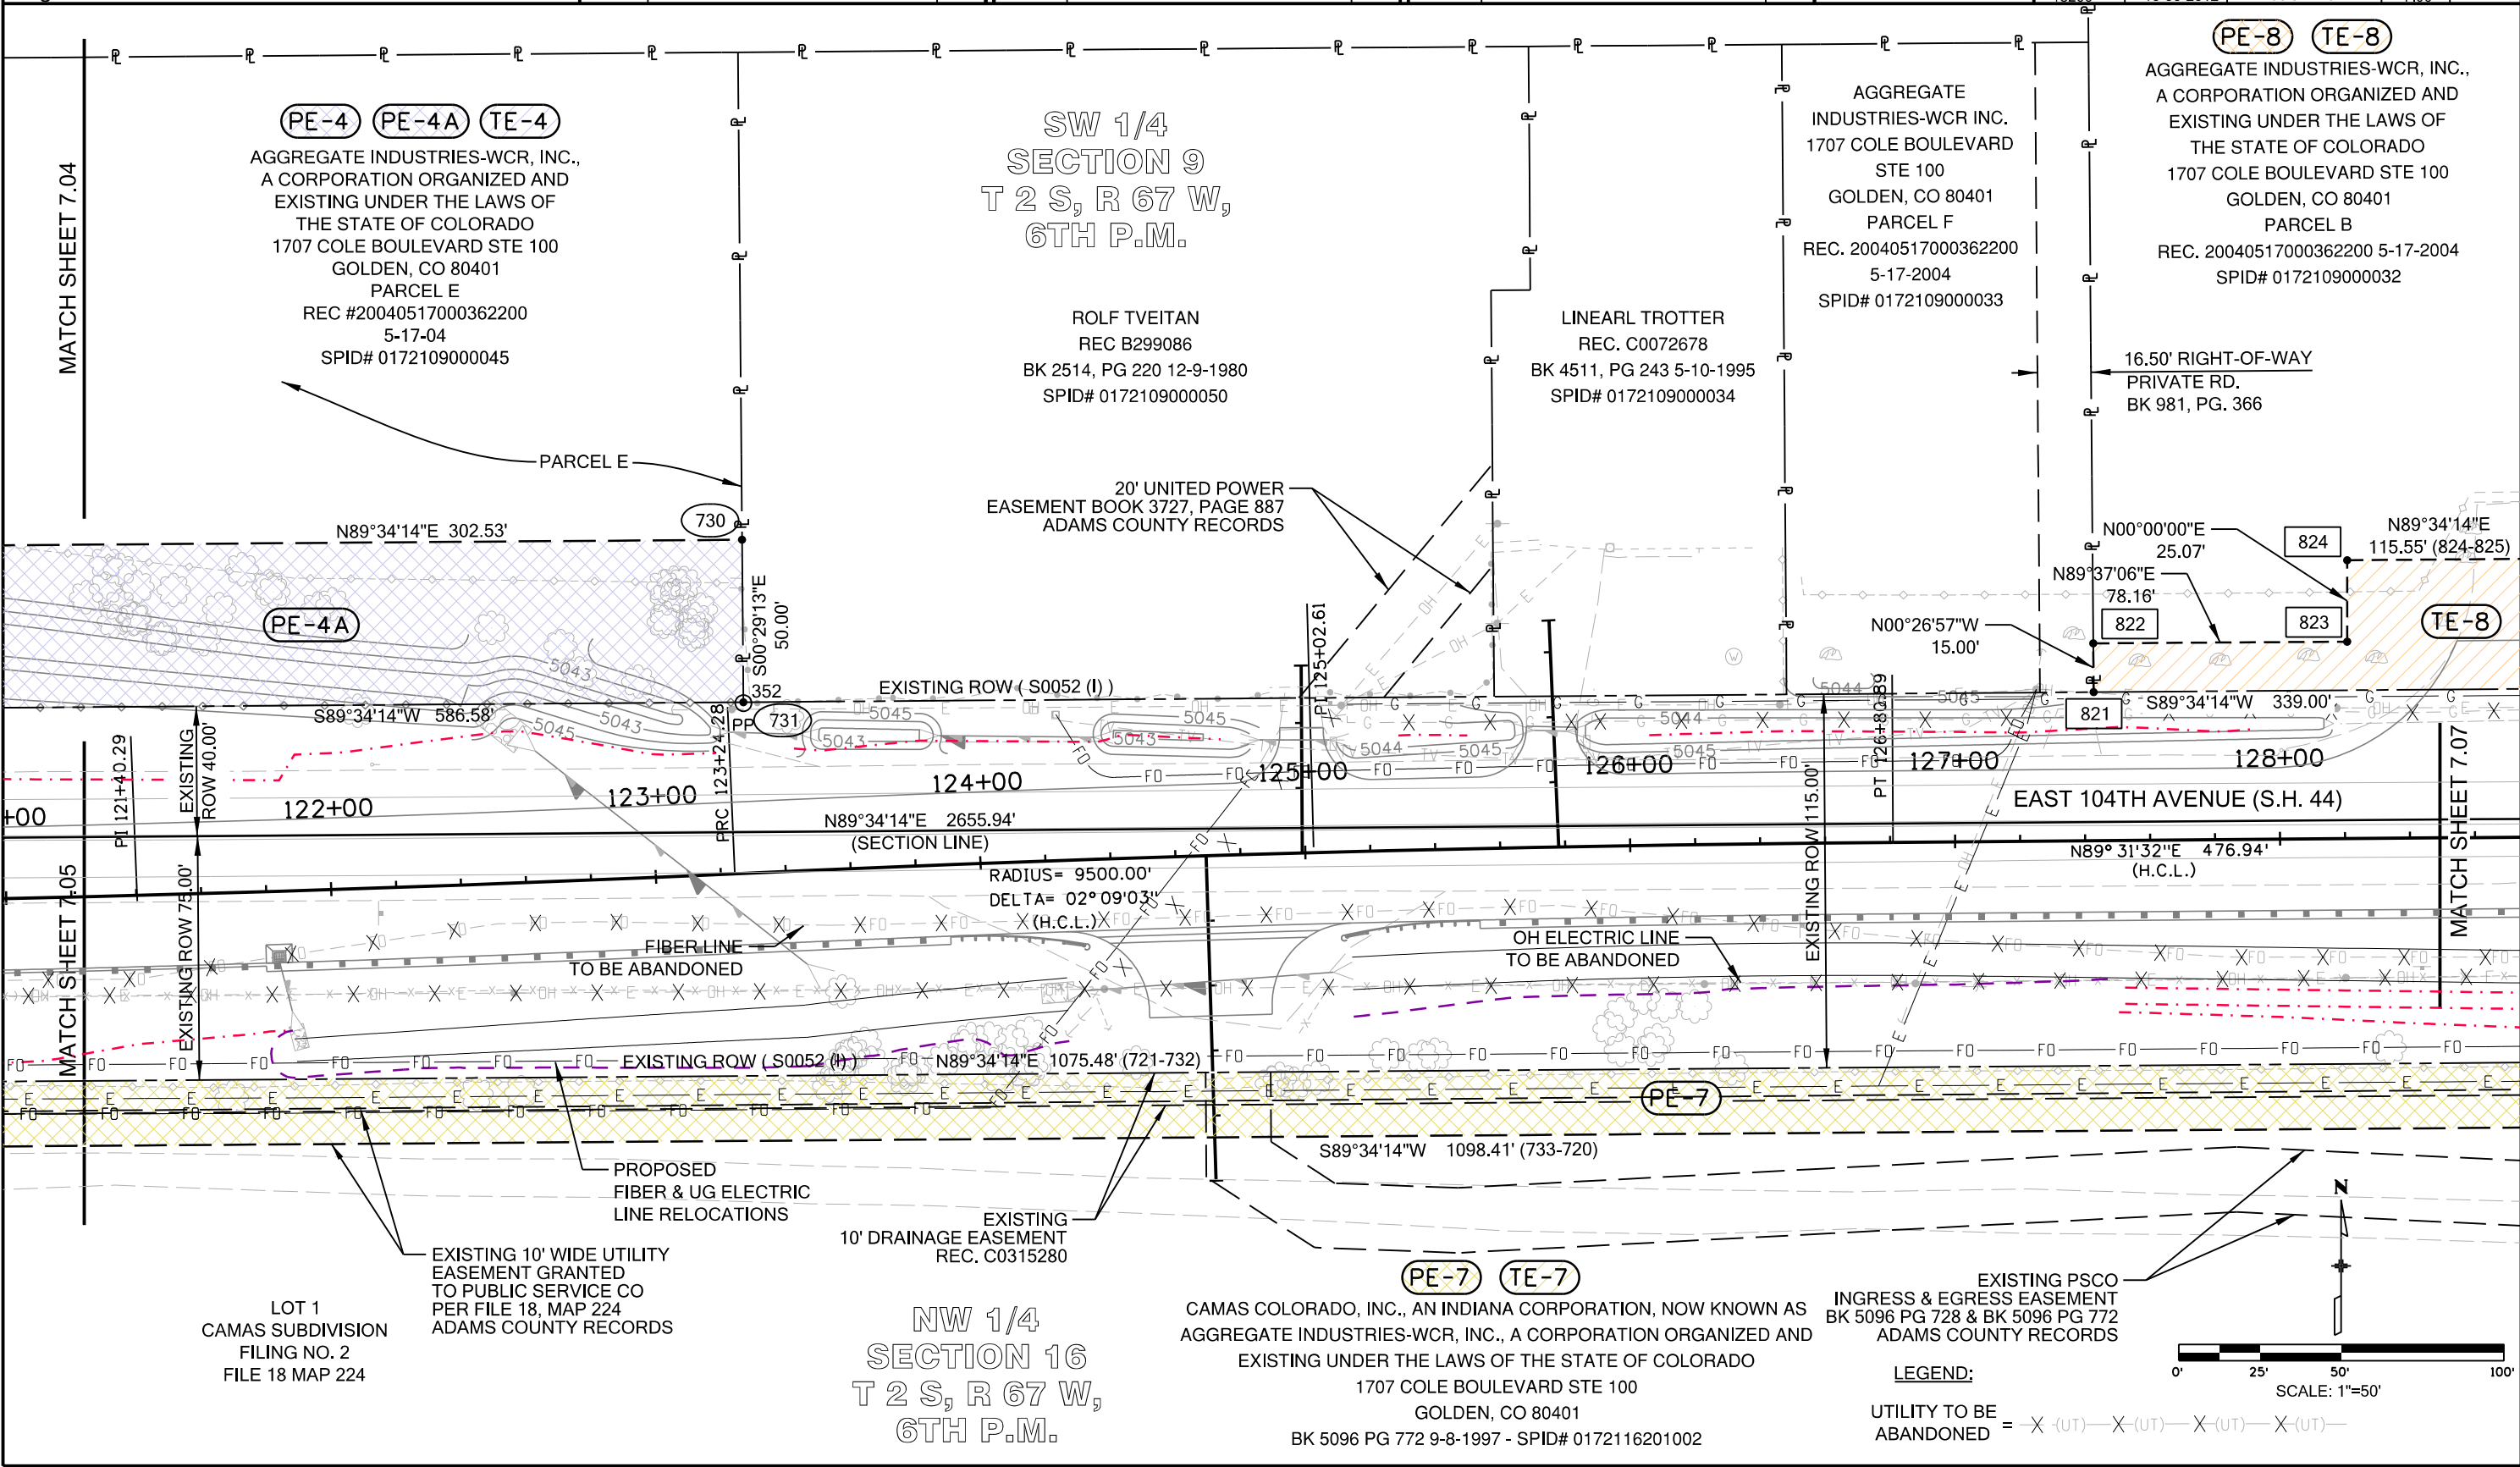 MATCH SHEET 7.04
PE-4 PE-4A TE-4
AGGREGATE INDUSTRIES-WCR, INC.,
A CORPORATION ORGANIZED AND
EXISTING UNDER THE LAWS OF
THE STATE OF COLORADO
1707 COLE BOULEVARD STE 100
GOLDEN, CO 80401
PARCEL E
REC #20040517000362200
5-17-04
SPID# 0172109000045
SW 1/4
SECTION 9
T 2 S, R 67 W,
6TH P.M.
ROLF TVEITAN
REC B299086
BK 2514, PG 220 12-9-1980
SPID# 0172109000050
LINEARL TROTTER
REC. C0072678
BK 4511, PG 243 5-10-1995
SPID# 0172109000034
AGGREGATE
INDUSTRIES-WCR INC.
1707 COLE BOULEVARD
STE 100
GOLDEN, CO 80401
PARCEL F
REC. 20040517000362200
5-17-2004
SPID# 0172109000033
PE-8 TE-8
AGGREGATE INDUSTRIES-WCR, INC.,
A CORPORATION ORGANIZED AND
EXISTING UNDER THE LAWS OF
THE STATE OF COLORADO
1707 COLE BOULEVARD STE 100
GOLDEN, CO 80401
PARCEL B
REC. 20040517000362200 5-17-2004
SPID# 0172109000032
16.50' RIGHT-OF-WAY
PRIVATE RD.
BK 981, PG. 366
PARCEL E
20' UNITED POWER
EASEMENT BOOK 3727, PAGE 887
ADAMS COUNTY RECORDS
N89°34'14"E 302.53'
730
S00°29'13"E
50.00'
352
PP
731
PE-4A
S89°34'14"W 586.58'
EXISTING ROW ( S0052 (I) )
N00°00'00"E
25.07'
824
N89°34'14"E
115.55' (824-825)
N89°37'06"E
78.16'
822
823
TE-8
N00°26'57"W
15.00'
821
S89°34'14"W 339.00'
5043
5045
5043
5043
5045
5043
5045
5044
5045
5044
5045
5044
5045
PI 121+40.29
EXISTING
ROW 40.00'
PRC 123+24.28
PI 125+02.61
PT 126+80.89
+00
122+00
123+00
124+00
125+00
126+00
127+00
128+00
EAST 104TH AVENUE (S.H. 44)
N89°34'14"E 2655.94'
(SECTION LINE)
MATCH SHEET 7.05
EXISTING ROW 75.00'
RADIUS= 9500.00'
DELTA= 02°09'03"
(H.C.L.)
EXISTING ROW 115.00'
N89°31'32"E 476.94'
(H.C.L.)
MATCH SHEET 7.07
FIBER LINE
TO BE ABANDONED
OH ELECTRIC LINE
TO BE ABANDONED
EXISTING ROW ( S0052 (I) )
N89°34'14"E 1075.48' (721-732)
PE-7
S89°34'14"W 1098.41' (733-720)
PROPOSED
FIBER & UG ELECTRIC
LINE RELOCATIONS
EXISTING
10' DRAINAGE EASEMENT
REC. C0315280
EXISTING 10' WIDE UTILITY
EASEMENT GRANTED
TO PUBLIC SERVICE CO
PER FILE 18, MAP 224
ADAMS COUNTY RECORDS
LOT 1
CAMAS SUBDIVISION
FILING NO. 2
FILE 18 MAP 224
NW 1/4
SECTION 16
T 2 S, R 67 W,
6TH P.M.
PE-7 TE-7
CAMAS COLORADO, INC., AN INDIANA CORPORATION, NOW KNOWN AS
AGGREGATE INDUSTRIES-WCR, INC., A CORPORATION ORGANIZED AND
EXISTING UNDER THE LAWS OF THE STATE OF COLORADO
1707 COLE BOULEVARD STE 100
GOLDEN, CO 80401
BK 5096 PG 772 9-8-1997 - SPID# 0172116201002
EXISTING PSCO
INGRESS & EGRESS EASEMENT
BK 5096 PG 728 & BK 5096 PG 772
ADAMS COUNTY RECORDS
N
0' 25' 50' 100'
SCALE: 1"=50'
LEGEND:
UTILITY TO BE
ABANDONED = X (UT) X (UT) X (UT) X (UT)